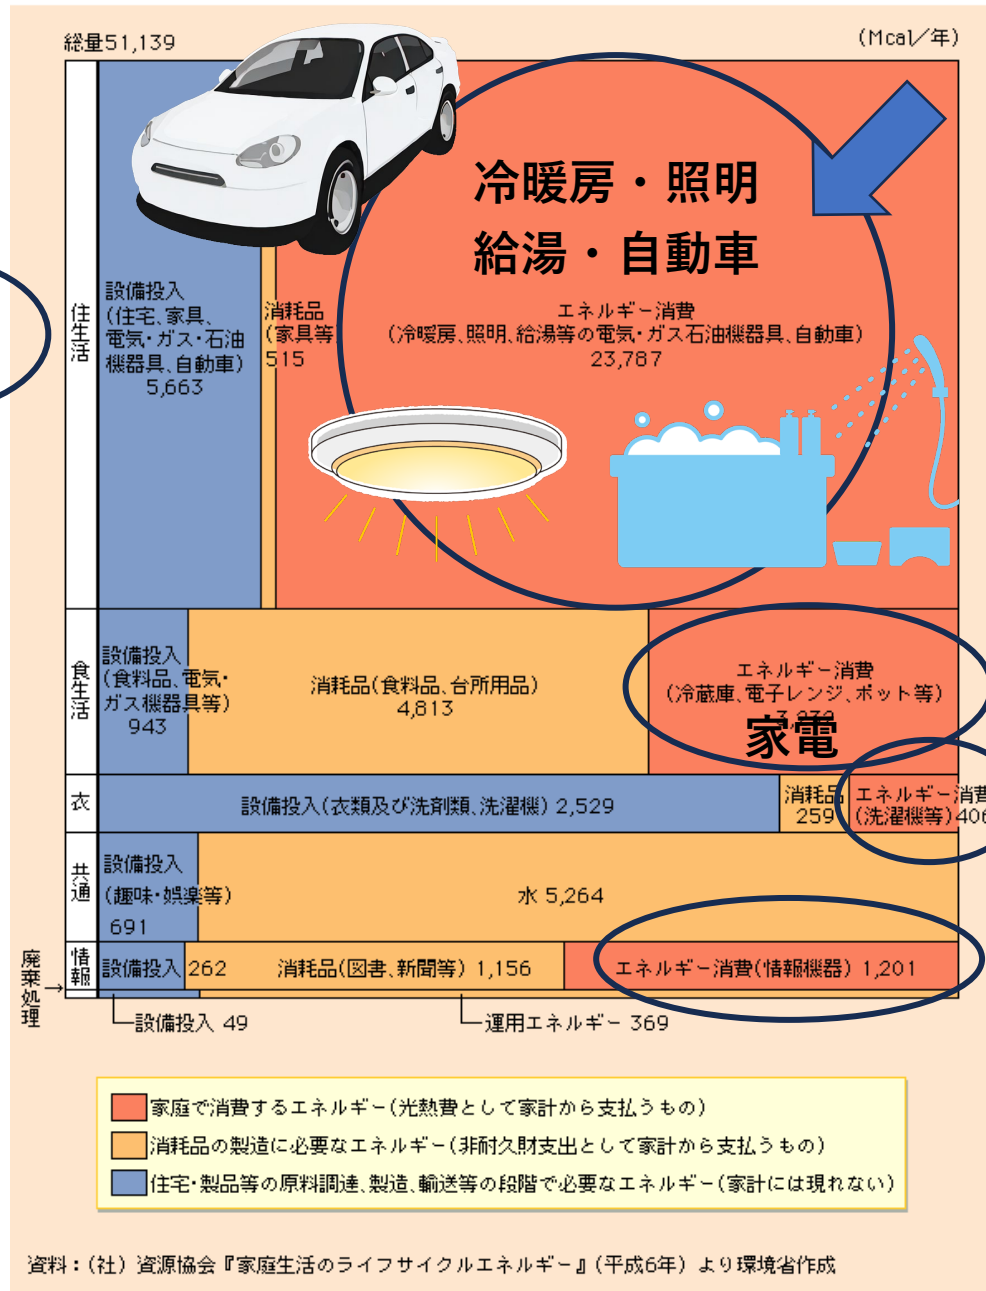 総量51,139
(Mcal/年)
冷暖房・照明
給湯・自動車
住生活
設備投入
(住宅、家具、
電気・ガス・石油
機器具、自動車)
5,663
消耗品
(家具等
515
エネルギー消費
(冷暖房、照明、給湯等の電気・ガス石油機器具、自動車)
23,787
食生活
設備投入
(食料品、電気・
ガス機器具等)
943
消耗品(食料品、台所用品)
4,813
エネルギー消費
(冷蔵庫、電子レンジ、ポット等)
家電
衣
設備投入(衣類及び洗剤類、洗濯機) 2,529
消耗品
259
エネルギー消費
(洗濯機等)406
共通
設備投入
(趣味・娯楽等)
691
水 5,264
情報
設備投入 262
消耗品(図書、新聞等) 1,156
エネルギー消費(情報機器) 1,201
廃棄処理→
設備投入 49
運用エネルギー 369
家庭で消費するエネルギー(光熱費として家計から支払うもの)
消耗品の製造に必要なエネルギー(非耐久財支出として家計から支払うもの)
住宅・製品等の原料調達、製造、輸送等の段階で必要なエネルギー(家計には現れない)
資料：(社) 資源協会『家庭生活のライフサイクルエネルギー』(平成6年) より環境省作成